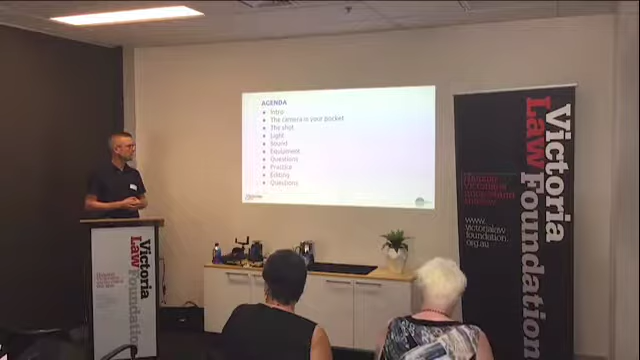 AGENDA
Intro
The camera in your pocket
The shot
Light
Sound
Equipment
Questions
Practice
Editing
Questions
Victoria
Law Foundation
www.
victorialaw
foundation.
org.au
Victoria
Law
Foundation